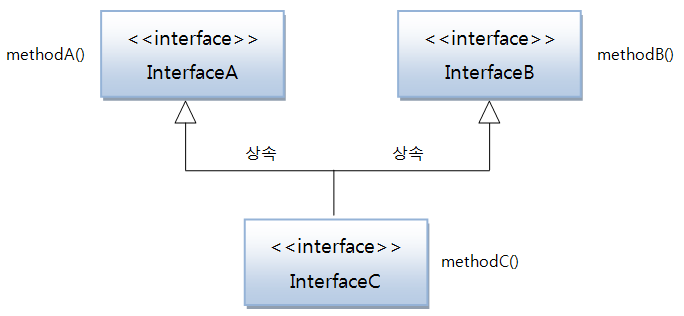 <<interface>>
InterfaceA
methodA()
<<interface>>
InterfaceB
methodB()
상속
상속
<<interface>>
InterfaceC
methodC()